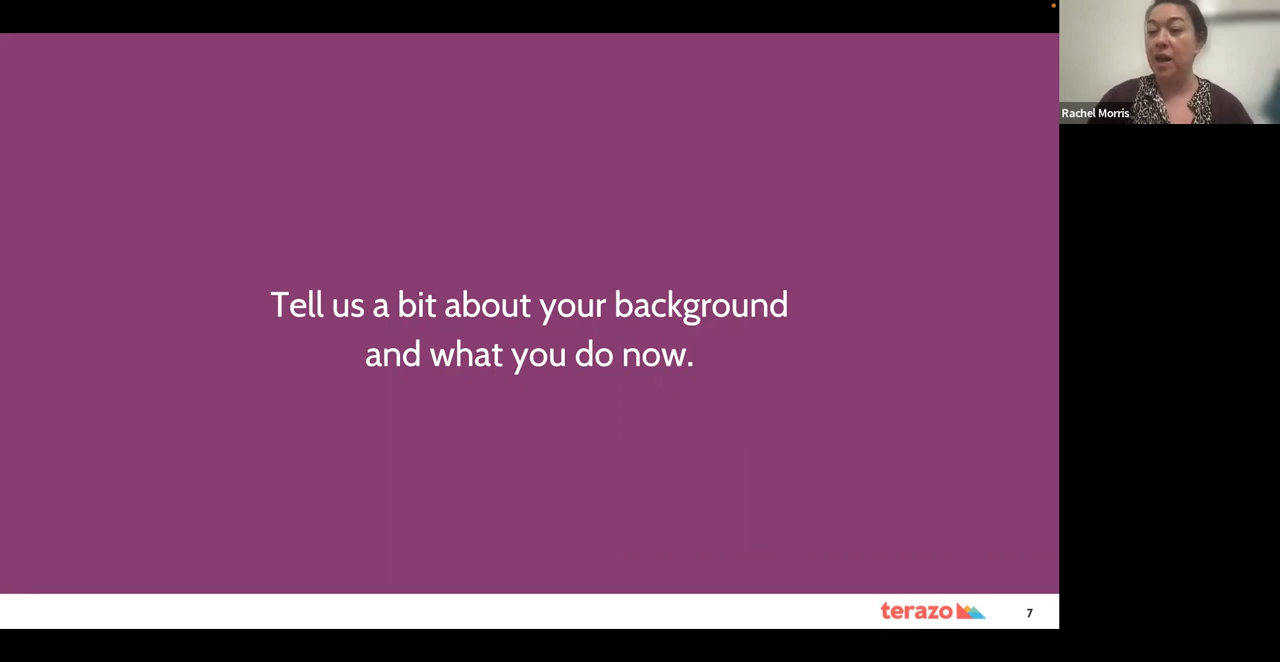 Tell us a bit about your background
and what you do now.
Rachel Morris
terazo
7